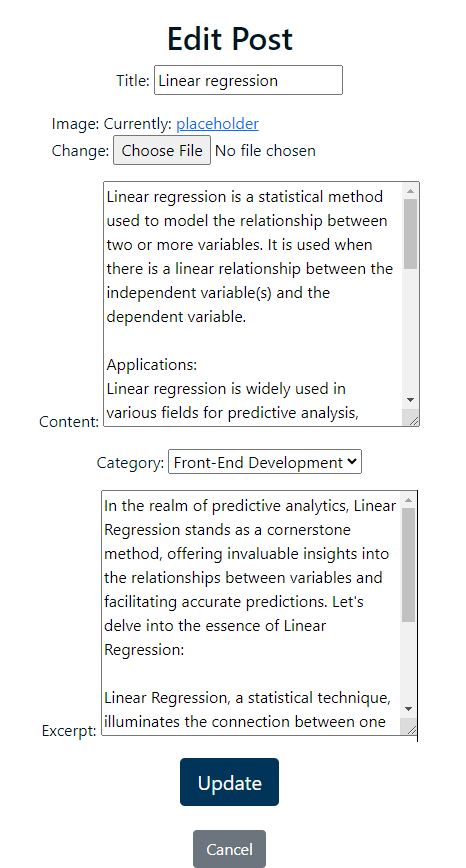 Edit Post
Title: Linear regression
Image: Currently: placeholder
Change: Choose File No file chosen
Linear regression is a statistical method
used to model the relationship between
two or more variables. It is used when
there is a linear relationship between the
independent variable(s) and the
dependent variable.
Applications:
Linear regression is widely used in
various fields for predictive analysis,
Content:
Category: Front-End Development
In the realm of predictive analytics, Linear
Regression stands as a cornerstone
method, offering invaluable insights into
the relationships between variables and
facilitating accurate predictions. Let's
delve into the essence of Linear
Regression:
Linear Regression, a statistical technique,
illuminates the connection between one
Excerpt:
Update
Cancel